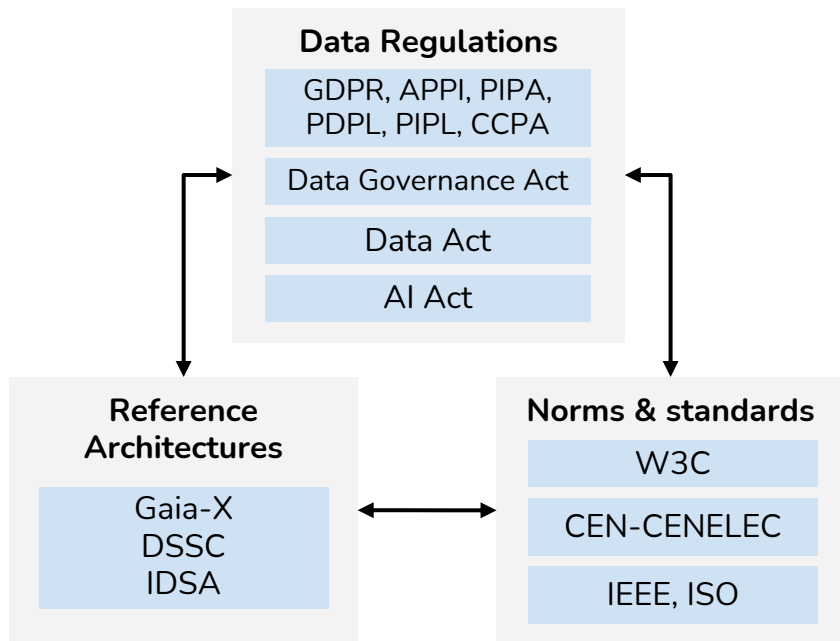 Data Regulations
GDPR, APPI, PIPA,
PDPL, PIPL, CCPA
Data Governance Act
Data Act
AI Act
Reference
Architectures
Gaia-X
DSSC
IDSA
Norms & standards
W3C
CEN-CENELEC
IEEE, ISO